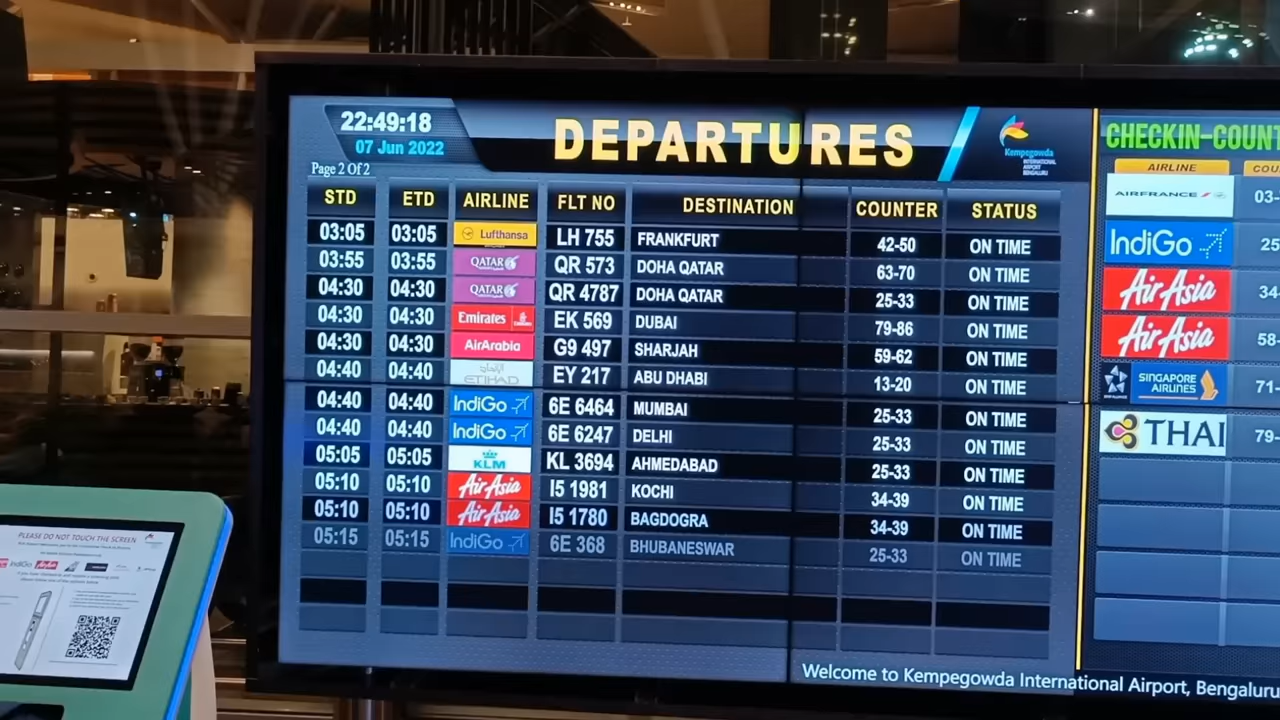 22:49:18
07 Jun 2022
Page 2 Of 2
DEPARTURES
Kempegowda
INTERNATIONAL
AIRPORT
BENGALURU
STD ETD AIRLINE FLT NO DESTINATION COUNTER STATUS
03:05 03:05 Lufthansa LH 755 FRANKFURT 42-50 ON TIME
03:55 03:55 QATAR QR 573 DOHA QATAR 63-70 ON TIME
04:30 04:30 QATAR QR 4787 DOHA QATAR 25-33 ON TIME
04:30 04:30 Emirates EK 569 DUBAI 79-86 ON TIME
04:30 04:30 AirArabia G9 497 SHARJAH 59-62 ON TIME
04:40 04:40 ETIHAD EY 217 ABU DHABI 13-20 ON TIME
04:40 04:40 IndiGo 6E 6464 MUMBAI 25-33 ON TIME
04:40 04:40 IndiGo 6E 6247 DELHI 25-33 ON TIME
05:05 05:05 KLM KL 3694 AHMEDABAD 25-33 ON TIME
05:10 05:10 AirAsia I5 1981 KOCHI 34-39 ON TIME
05:10 05:10 AirAsia I5 1780 BAGDOGRA 34-39 ON TIME
05:15 05:15 IndiGo 6E 368 BHUBANESWAR 25-33 ON TIME
Welcome to Kempegowda International Airport, Bengaluru
CHECKIN-COUNT
AIRLINE COU
AIRFRANCE 03-
IndiGo 25
AirAsia 34-
AirAsia 58-
SINGAPORE AIRLINES 71-
THAI 79-
PLEASE DO NOT TOUCH THE SCREEN
IndiGo AirAsia